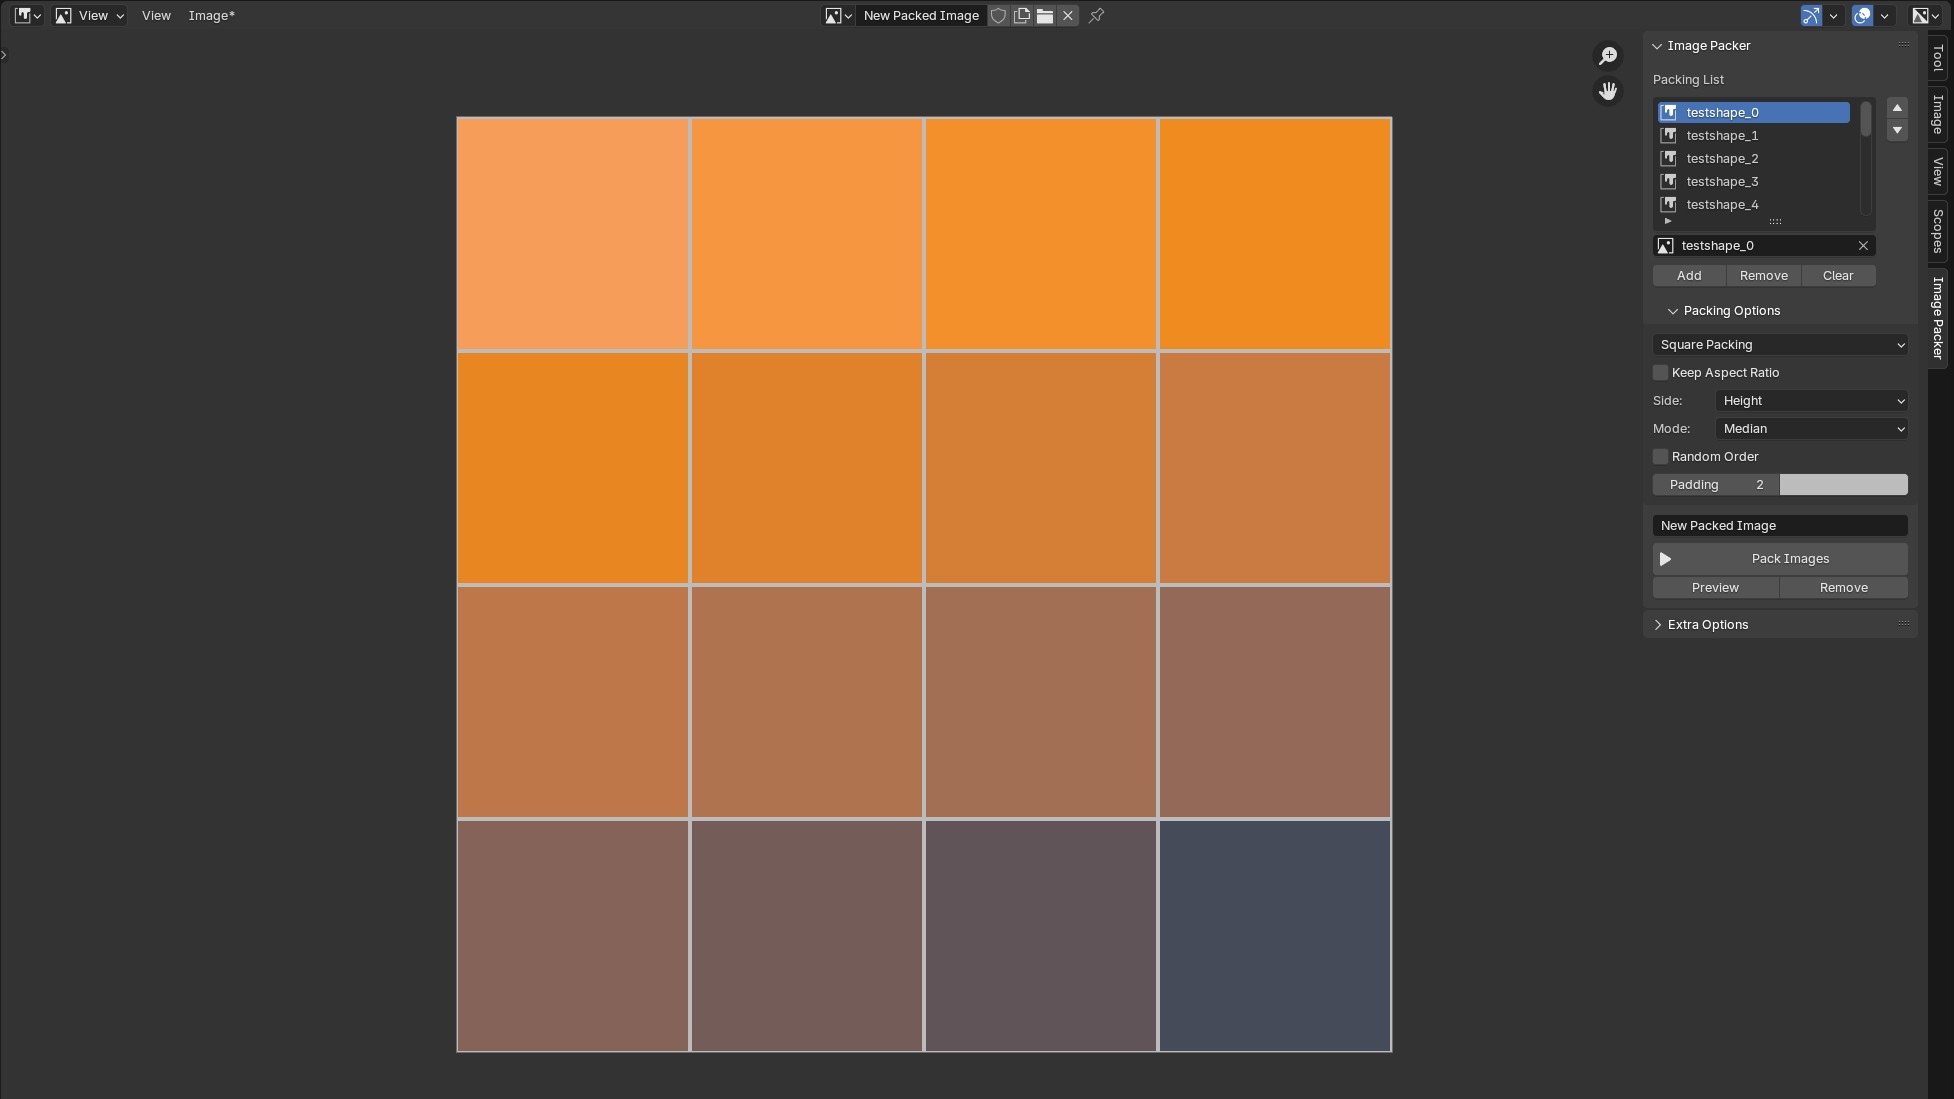 View View Image* New Packed Image
Image Packer
Packing List
testshape_0
testshape_1
testshape_2
testshape_3
testshape_4
testshape_0
Add Remove Clear
Packing Options
Square Packing
Keep Aspect Ratio
Side: Height
Mode: Median
Random Order
Padding 2
New Packed Image
Pack Images
Preview Remove
Extra Options
Tool
Image
View
Scopes
Image Packer